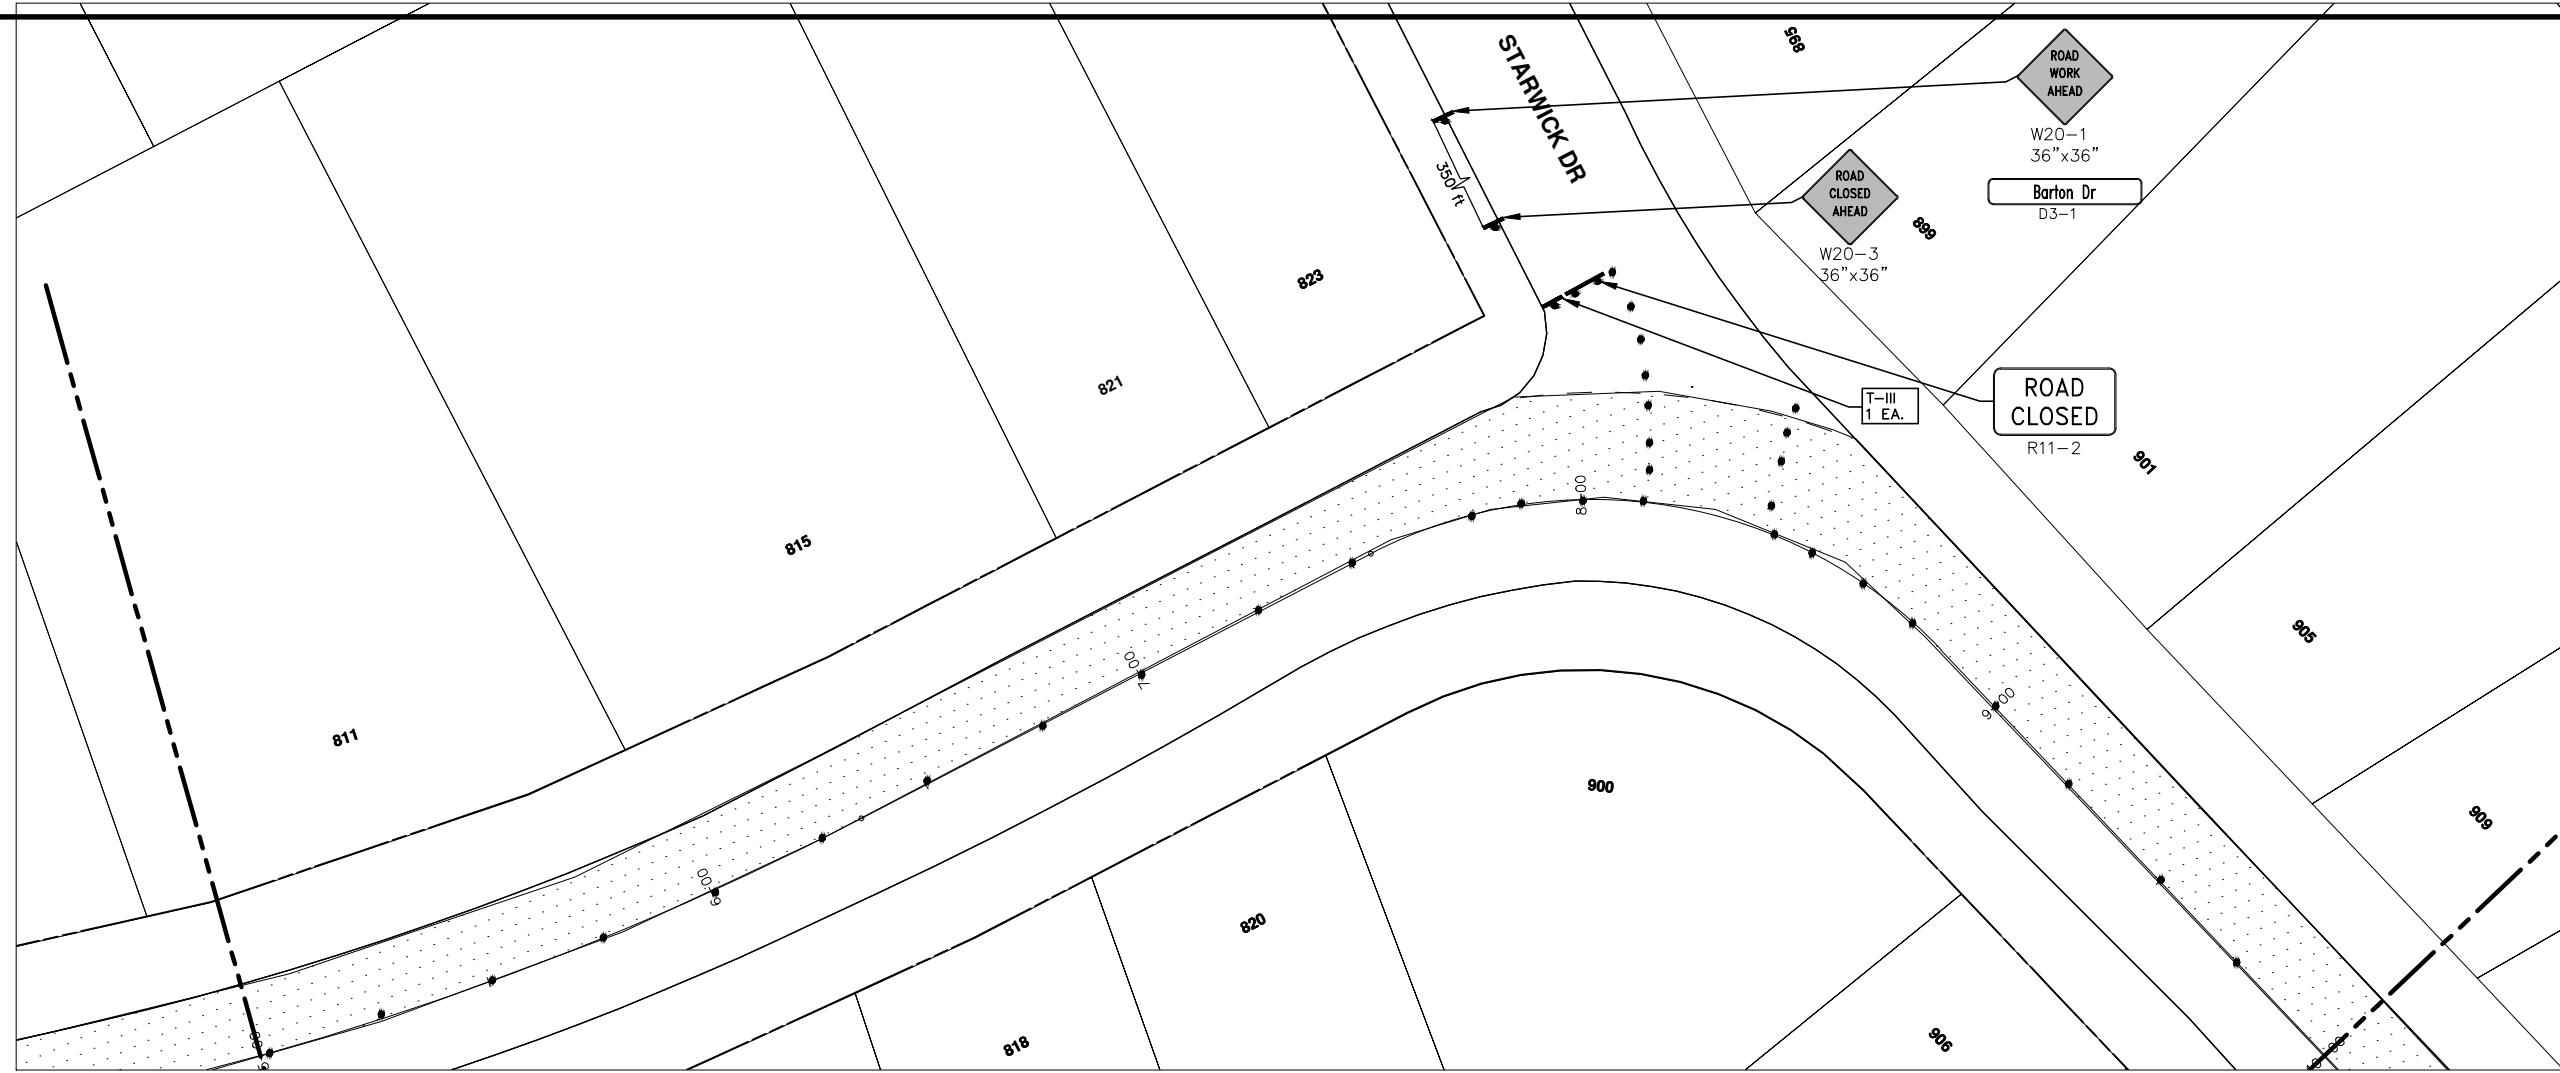 STARWICK DR
895
ROAD
WORK
AHEAD
W20-1
36"x36"
Barton Dr
D3-1
ROAD
CLOSED
AHEAD
W20-3
36"x36"
350 ft
899
823
821
815
811
T-III
1 EA.
ROAD
CLOSED
R11-2
901
905
909
8+00
7+00
9+00
6+00
900
820
818
906